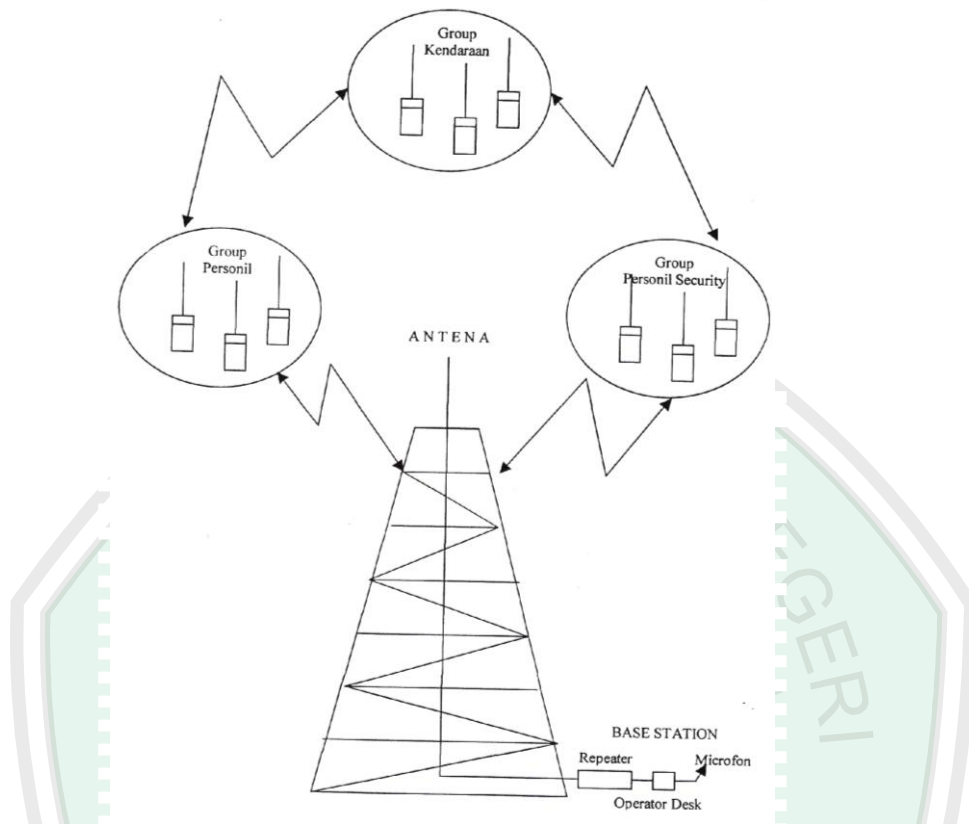 Group
Kendaraan
Group
Personil
Group
Personil Security
ANTENA
BASE STATION
Repeater
Microfon
Operator Desk